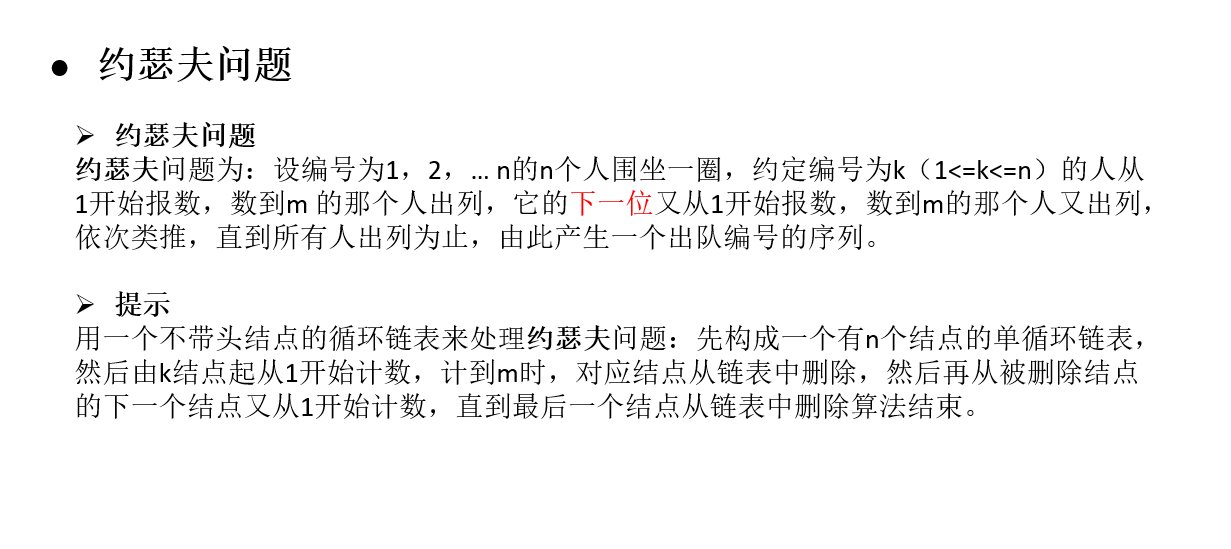 ● 约瑟夫问题
➢ 约瑟夫问题
约瑟夫问题为：设编号为1，2，… n的n个人围坐一圈，约定编号为k（1<=k<=n）的人从
1开始报数，数到m 的那个人出列，它的下一位又从1开始报数，数到m的那个人又出列，
依次类推，直到所有人出列为止，由此产生一个出队编号的序列。
➢ 提示
用一个不带头结点的循环链表来处理约瑟夫问题：先构成一个有n个结点的单循环链表，
然后由k结点起从1开始计数，计到m时，对应结点从链表中删除，然后再从被删除结点
的下一个结点又从1开始计数，直到最后一个结点从链表中删除算法结束。